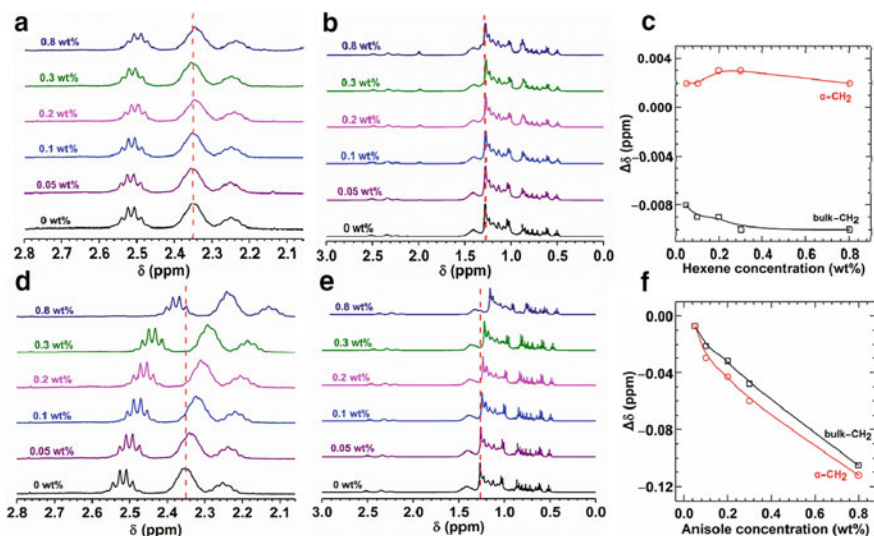 a
0.8 wt%
0.3 wt%
0.2 wt%
0.1 wt%
0.05 wt%
0 wt%
2.8 2.7 2.6 2.5 2.4 2.3 2.2 2.1
δ (ppm)
b
0.8 wt%
0.3 wt%
0.2 wt%
0.1 wt%
0.05 wt%
0 wt%
3.0 2.5 2.0 1.5 1.0 0.5 0.0
δ (ppm)
c
0.004
0.000
−0.004
−0.008
Δδ (ppm)
α−CH2
bulk−CH2
0.0 0.2 0.4 0.6 0.8
Hexene concentration (wt%)
d
0.8 wt%
0.3 wt%
0.2 wt%
0.1 wt%
0.05 wt%
0 wt%
2.8 2.7 2.6 2.5 2.4 2.3 2.2 2.1
δ (ppm)
e
0.8 wt%
0.3 wt%
0.2 wt%
0.1 wt%
0.05 wt%
0 wt%
3.0 2.5 2.0 1.5 1.0 0.5 0.0
δ (ppm)
f
0.00
−0.04
−0.08
−0.12
Δδ (ppm)
bulk−CH2
α−CH2
0.0 0.2 0.4 0.6 0.8
Anisole concentration (wt%)